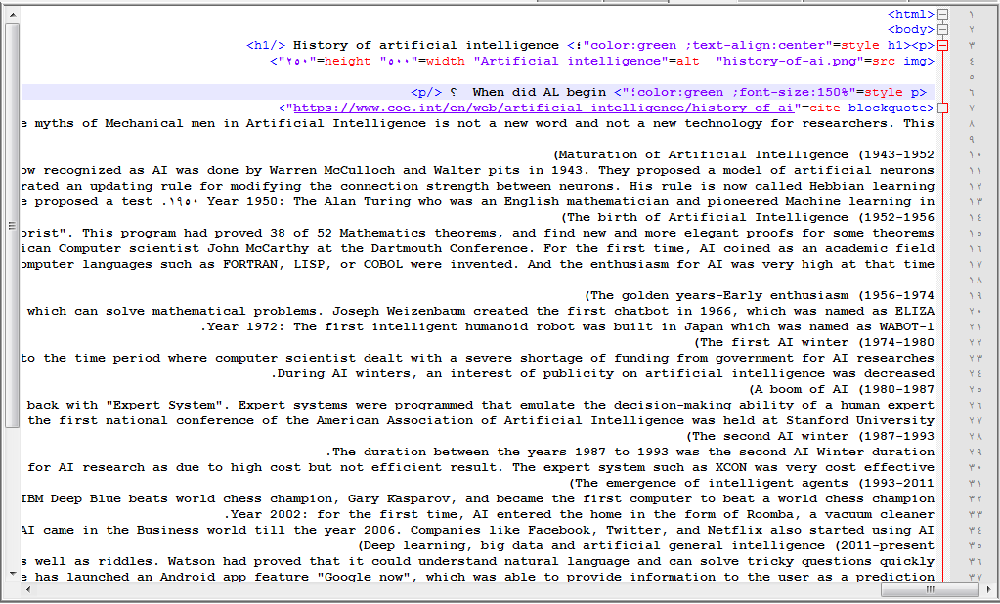 <html> ١
<body> ٢
<h1/> History of artificial intelligence <؛"color:green ;text-align:center"=style h1><p> ٣
<"٢٥٠"=height "٥٠٠"=width "Artificial intelligence"=alt "history-of-ai.png"=src img> ٤
٥
<p/> ؟ When did AL begin <"؛color:green ;font-size:150%"=style p> ٦
<"https://www.coe.int/en/web/artificial-intelligence/history-of-ai"=cite blockquote> ٧
myths of Mechanical men in Artificial Intelligence is not a new word and not a new technology for researchers. This ٨
٩
(Maturation of Artificial Intelligence (1943-1952 ١٠
recognized as AI was done by Warren McCulloch and Walter pits in 1943. They proposed a model of artificial neurons ١١
an updating rule for modifying the connection strength between neurons. His rule is now called Hebbian learning ١٢
proposed a test .١٩٥٠ Year 1950: The Alan Turing who was an English mathematician and pioneered Machine learning in ١٣
(The birth of Artificial Intelligence (1952-1956 ١٤
This program had proved 38 of 52 Mathematics theorems, and find new and more elegant proofs for some theorems ١٥
Computer scientist John McCarthy at the Dartmouth Conference. For the first time, AI coined as an academic field ١٦
languages such as FORTRAN, LISP, or COBOL were invented. And the enthusiasm for AI was very high at that time ١٧
١٨
(The golden years-Early enthusiasm (1956-1974 ١٩
which can solve mathematical problems. Joseph Weizenbaum created the first chatbot in 1966, which was named as ELIZA ٢٠
.Year 1972: The first intelligent humanoid robot was built in Japan which was named as WABOT-1 ٢١
(The first AI winter (1974-1980 ٢٢
to the time period where computer scientist dealt with a severe shortage of funding from government for AI researches ٢٣
.During AI winters, an interest of publicity on artificial intelligence was decreased ٢٤
(A boom of AI (1980-1987 ٢٥
back with "Expert System". Expert systems were programmed that emulate the decision-making ability of a human expert ٢٦
the first national conference of the American Association of Artificial Intelligence was held at Stanford University ٢٧
(The second AI winter (1987-1993 ٢٨
.The duration between the years 1987 to 1993 was the second AI Winter duration ٢٩
for AI research as due to high cost but not efficient result. The expert system such as XCON was very cost effective ٣٠
(The emergence of intelligent agents (1993-2011 ٣١
IBM Deep Blue beats world chess champion, Gary Kasparov, and became the first computer to beat a world chess champion ٣٢
.Year 2002: for the first time, AI entered the home in the form of Roomba, a vacuum cleaner ٣٣
AI came in the Business world till the year 2006. Companies like Facebook, Twitter, and Netflix also started using AI ٣٤
(Deep learning, big data and artificial general intelligence (2011-present ٣٥
well as riddles. Watson had proved that it could understand natural language and can solve tricky questions quickly ٣٦
has launched an Android app feature "Google now", which was able to provide information to the user as a prediction ٣٧